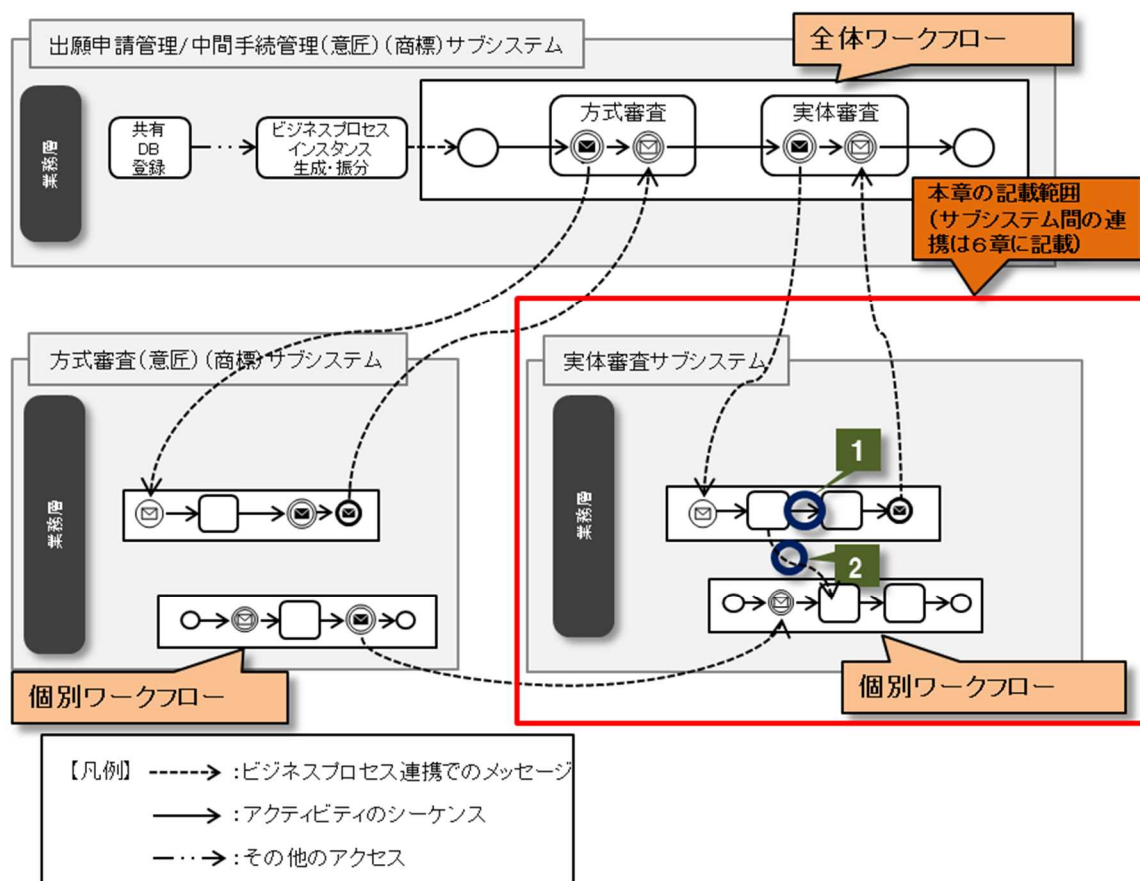 出願申請管理/中間手続管理(意匠)(商標)サブシステム
全体ワークフロー
業務層
共有
DB
登録
ビジネスプロセス
インスタンス
生成・振分
方式審査
実体審査
本章の記載範囲
(サブシステム間の連
携は6章に記載)
方式審査(意匠)(商標)サブシステム
業務層
個別ワークフロー
実体審査サブシステム
業務層
1
2
個別ワークフロー
【凡例】
:ビジネスプロセス連携でのメッセージ
:アクティビティのシーケンス
:その他のアクセス